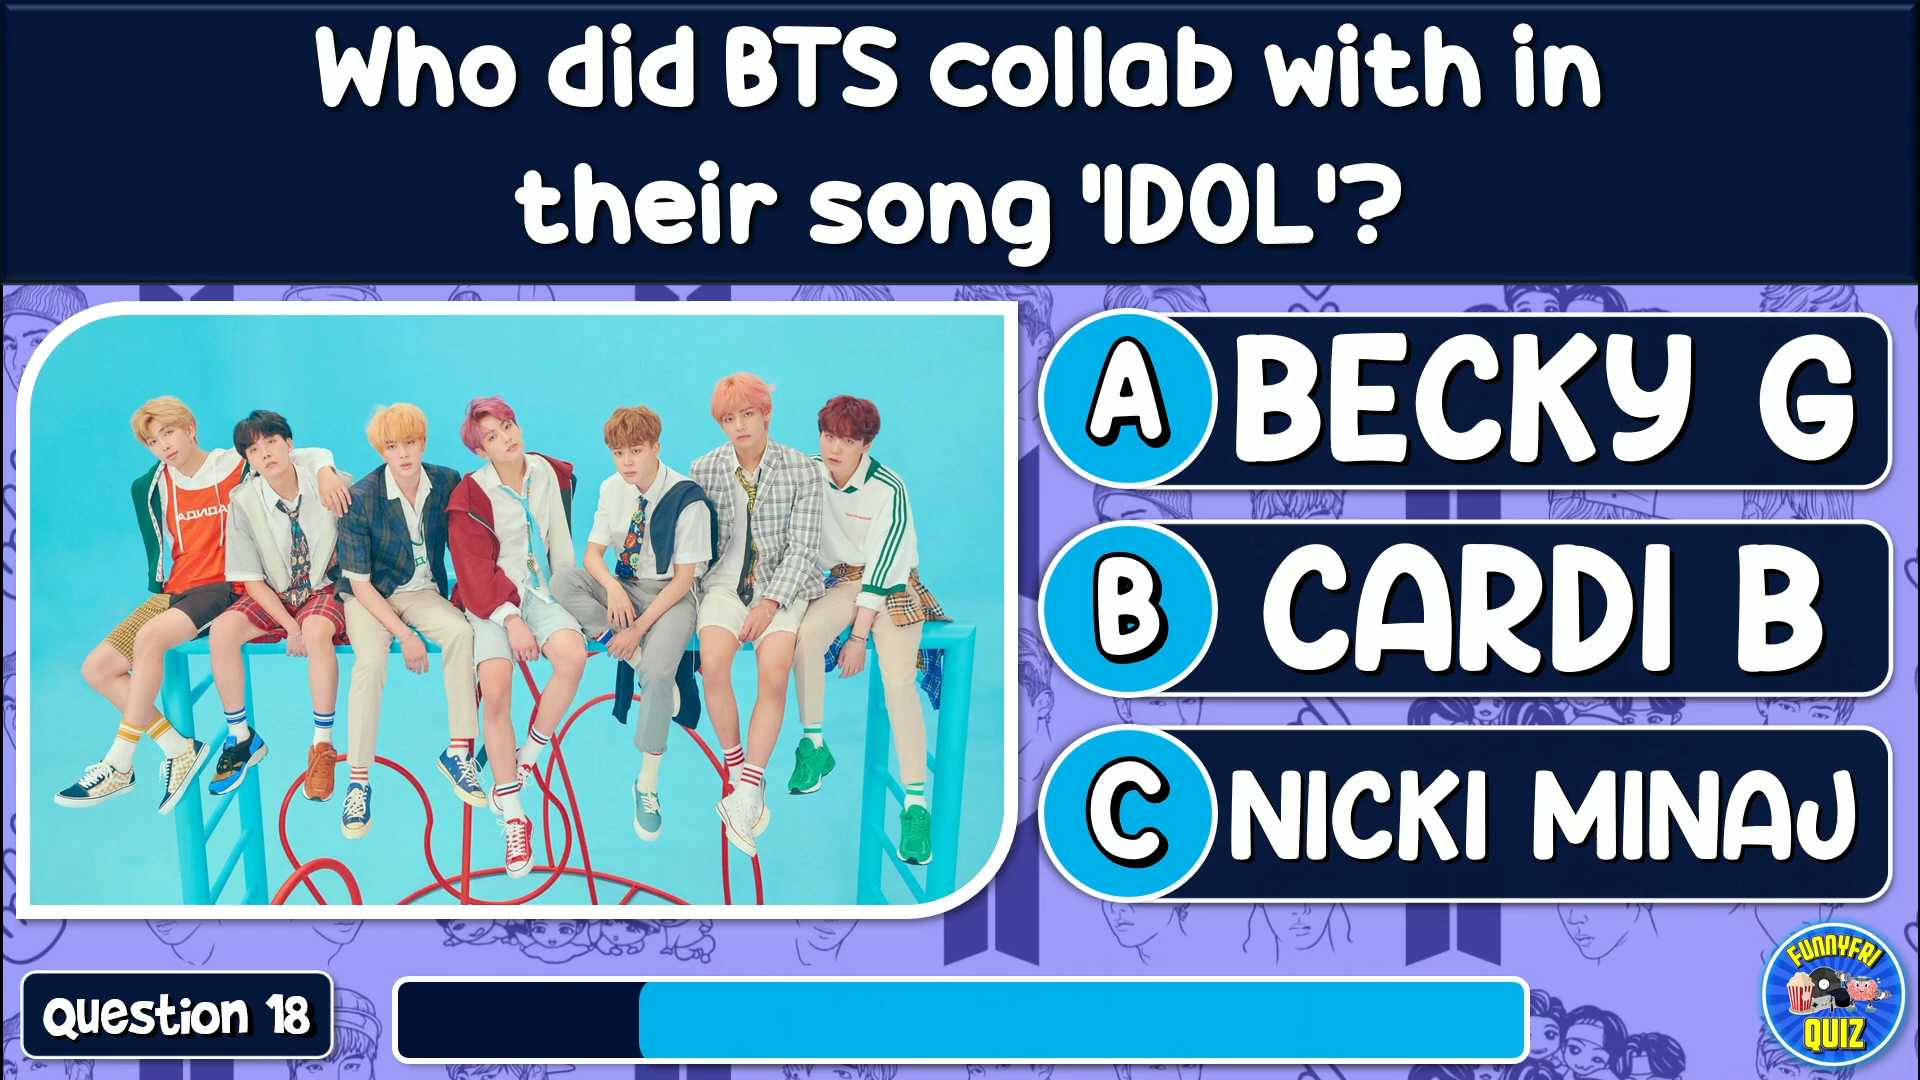 Who did BTS collab with in
their song 'IDOL'?
A BECKY G
B CARDI B
C NICKI MINAJ
Question 18
FUNNYFRI
QUIZ